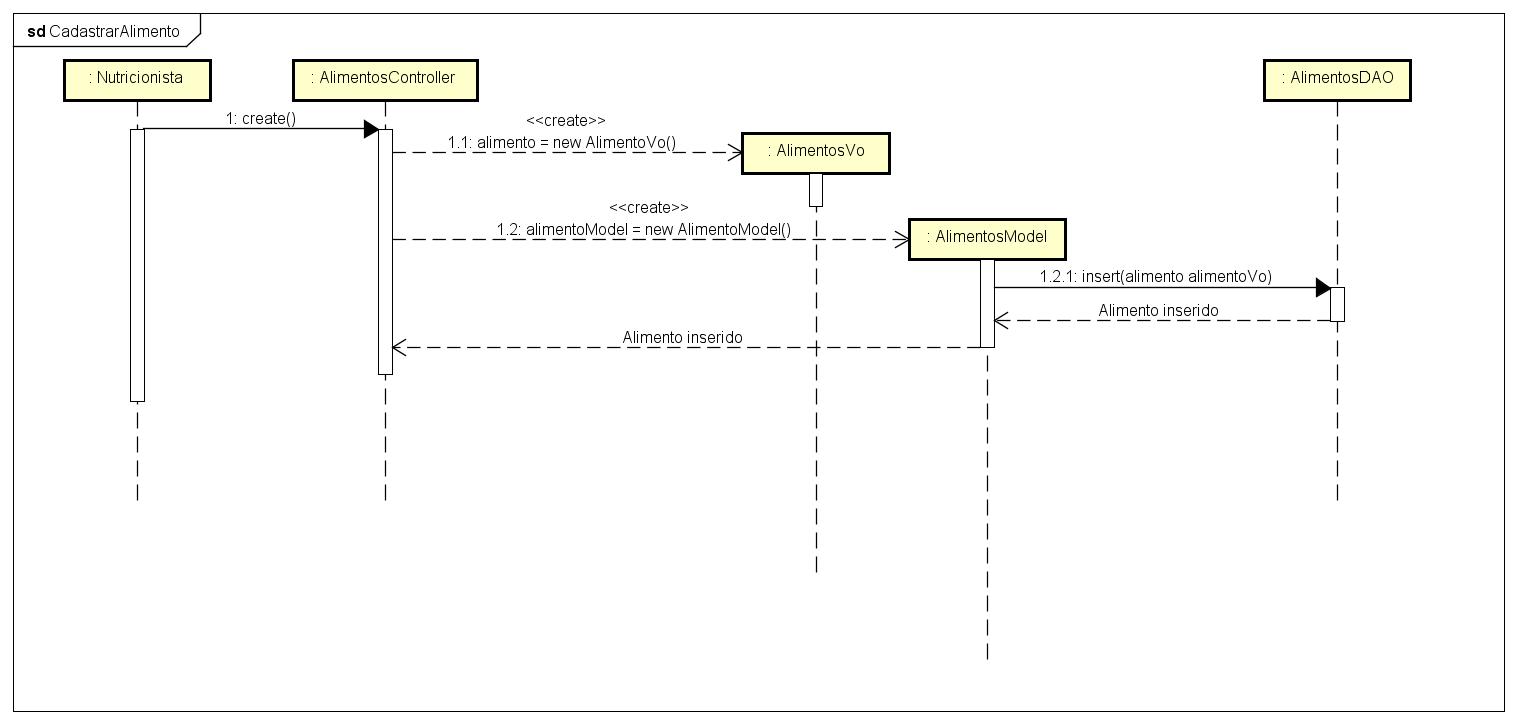 sd CadastrarAlimento
: Nutricionista
: AlimentosController
: AlimentosDAO
1: create()
<<create>>
1.1: alimento = new AlimentoVo()
: AlimentosVo
<<create>>
1.2: alimentoModel = new AlimentoModel()
: AlimentosModel
1.2.1: insert(alimento alimentoVo)
Alimento inserido
Alimento inserido